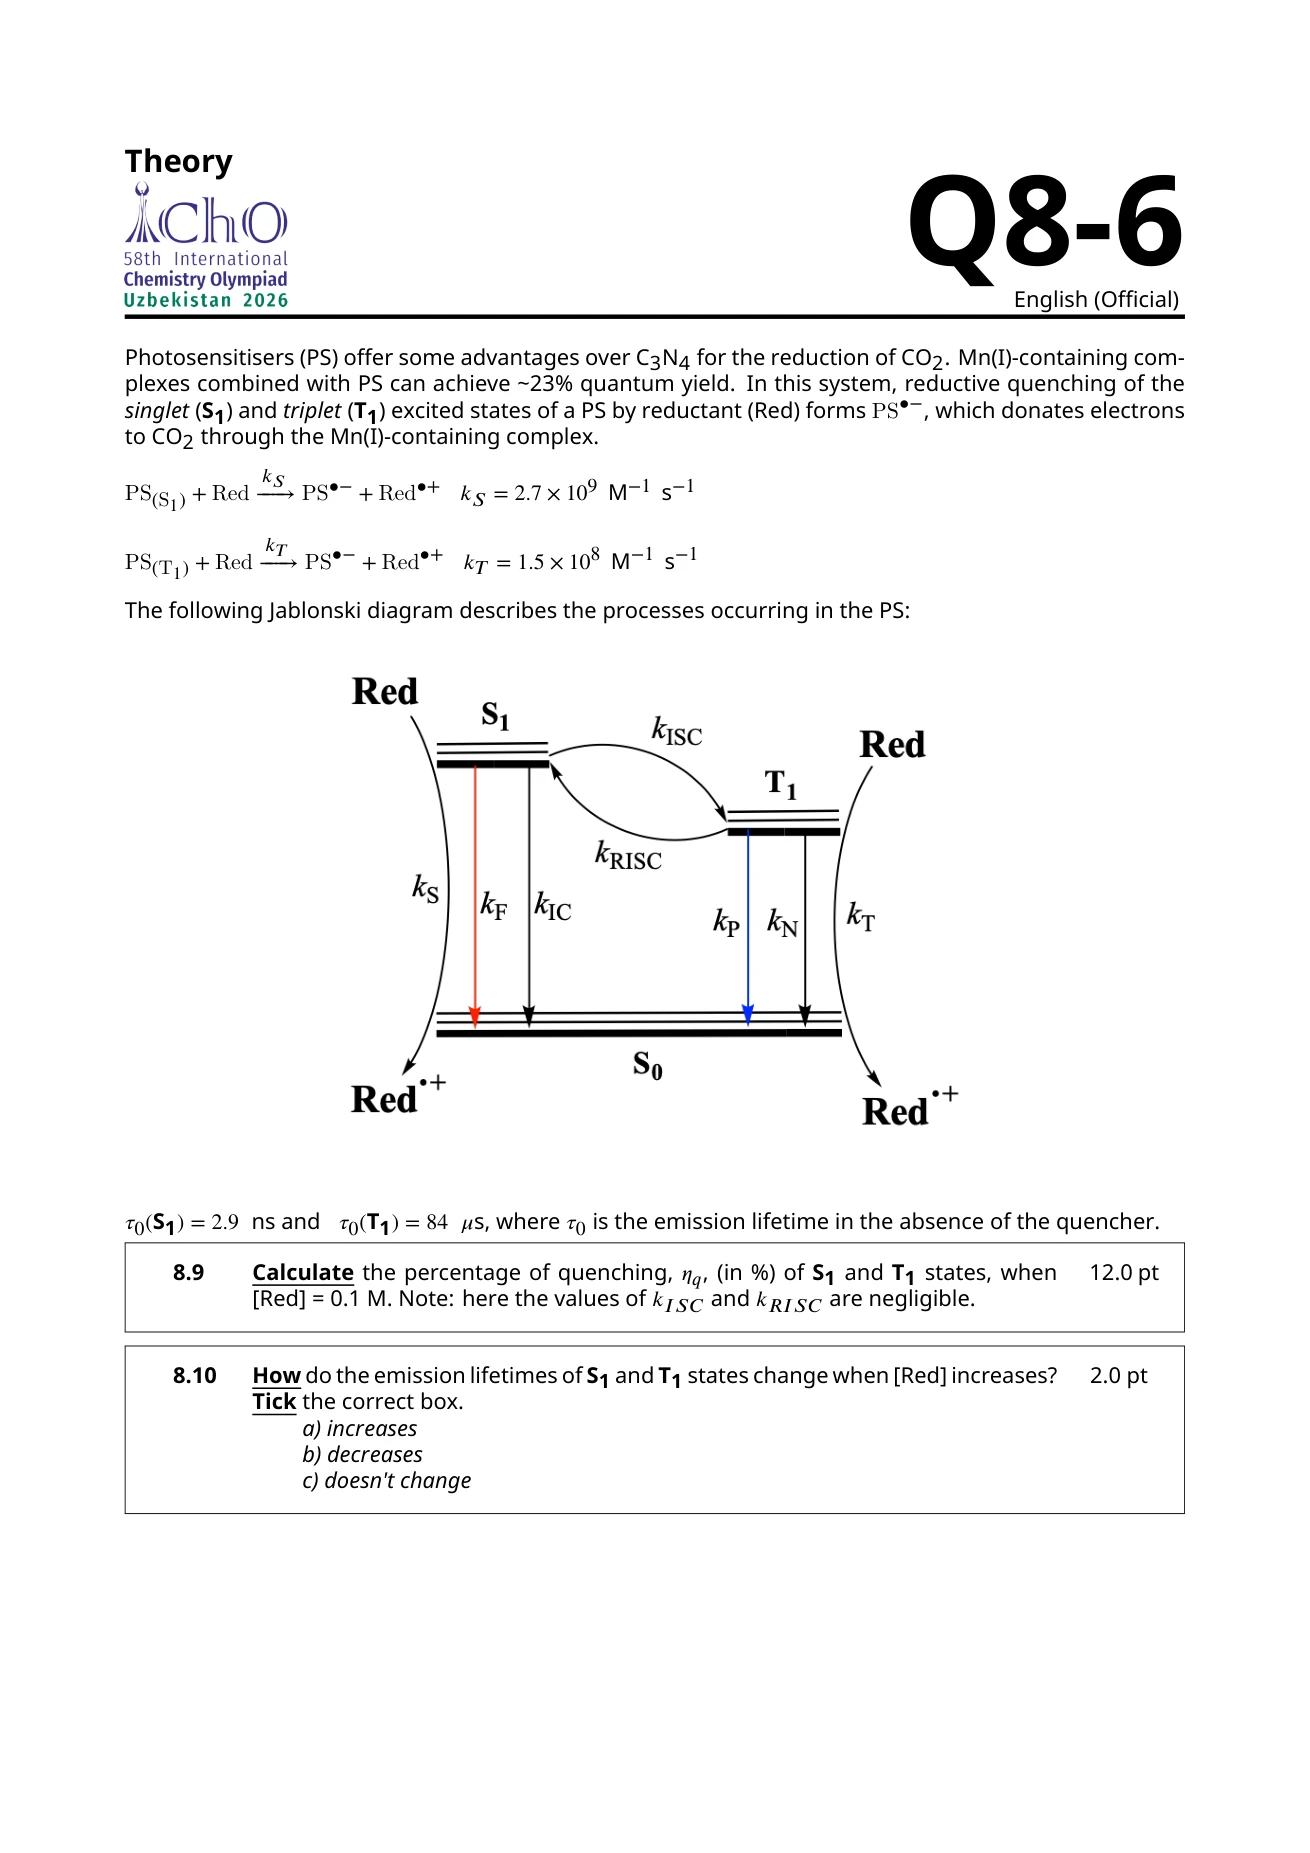 Theory
ichO
58th International
Chemistry Olympiad
Uzbekistan 2026
Q8-6
English (Official)
Photosensitisers (PS) offer some advantages over C3N4 for the reduction of CO2. Mn(I)-containing com-
plexes combined with PS can achieve ~23% quantum yield. In this system, reductive quenching of the
singlet (S1) and triplet (T1) excited states of a PS by reductant (Red) forms PS•−, which donates electrons
to CO2 through the Mn(I)-containing complex.
PS(S1) + Red —kS→ PS•− + Red•+ kS = 2.7 × 10^9 M−1 s−1
PS(T1) + Red —kT→ PS•− + Red•+ kT = 1.5 × 10^8 M−1 s−1
The following Jablonski diagram describes the processes occurring in the PS:
Red
S1
kISC
Red
T1
kRISC
kS
kF
kIC
kP
kN
kT
S0
Red•+
Red•+
τ0(S1) = 2.9 ns and τ0(T1) = 84 μs, where τ0 is the emission lifetime in the absence of the quencher.
8.9 Calculate the percentage of quenching, ηq, (in %) of S1 and T1 states, when 12.0 pt
[Red] = 0.1 M. Note: here the values of kISC and kRISC are negligible.
8.10 How do the emission lifetimes of S1 and T1 states change when [Red] increases? 2.0 pt
Tick the correct box.
a) increases
b) decreases
c) doesn't change